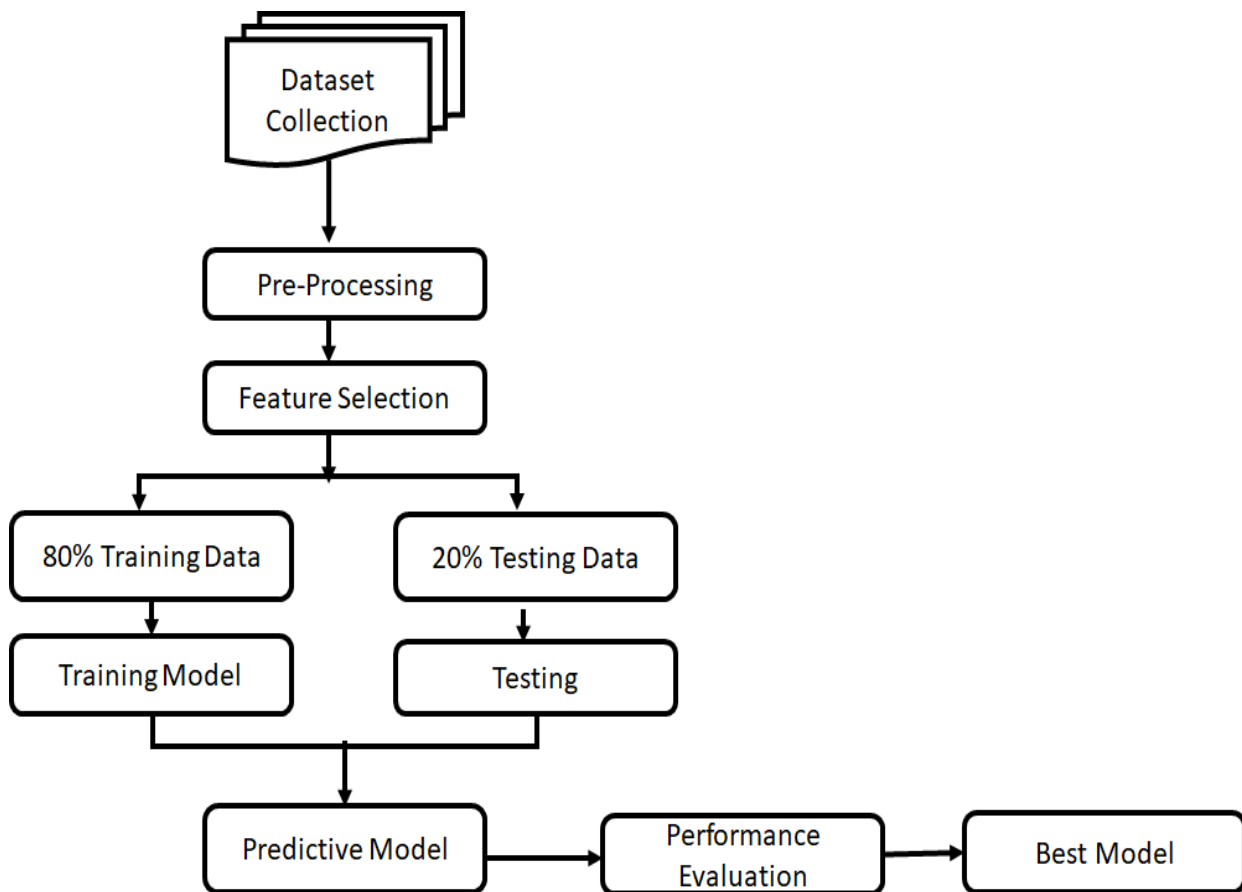 Dataset
Collection
Pre-Processing
Feature Selection
80% Training Data
20% Testing Data
Training Model
Testing
Predictive Model
Performance
Evaluation
Best Model